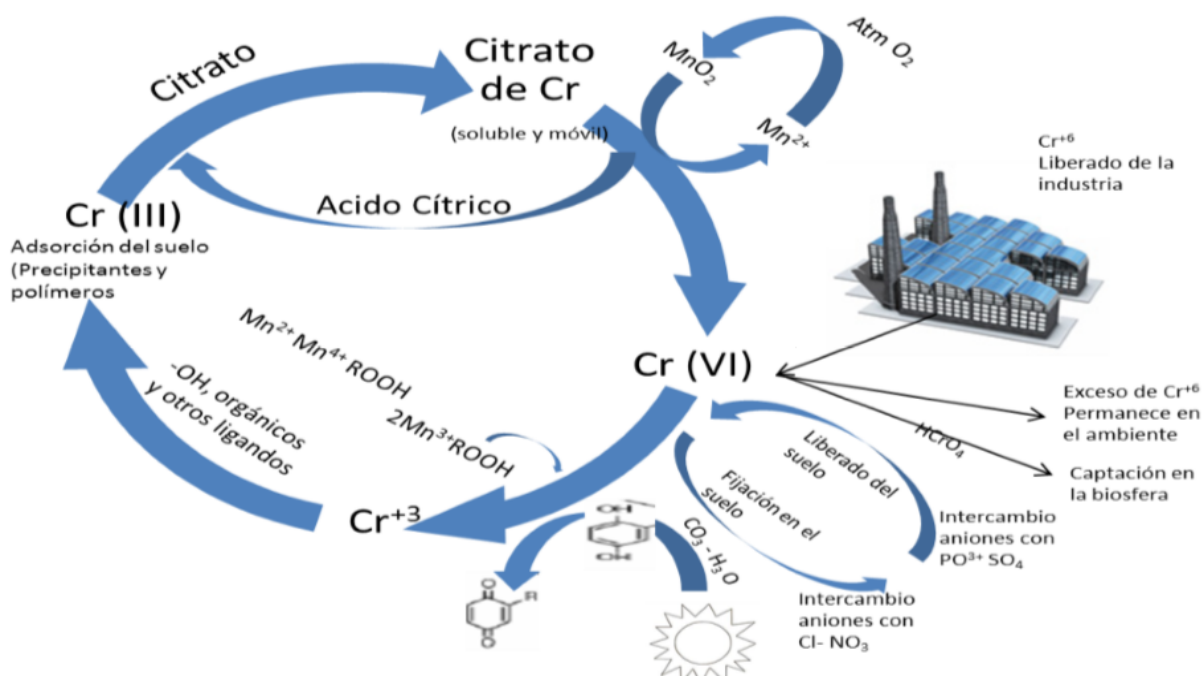 Citrato
Citrato
de Cr
(soluble y móvil)
MnO₂
Atm O₂
Mn²⁺
Cr⁺⁶
Liberado de la
industria
Acido Cítrico
Cr (III)
Adsorción del suelo
(Precipitantes y
polímeros
Mn²⁺Mn⁴⁺ROOH
2Mn³⁺ROOH
-OH, orgánicos
y otros ligandos
Cr (VI)
Exceso de Cr⁺⁶
Permanece en
el ambiente
HCrO₄
Captación en
la biosfera
Liberado del
suelo
Fijación en el
suelo
Intercambio
aniones con
PO³⁺ SO₄
Cr⁺³
CO₃ - H₃O
OH
OH
O
R
O
Intercambio
aniones con
Cl- NO₃